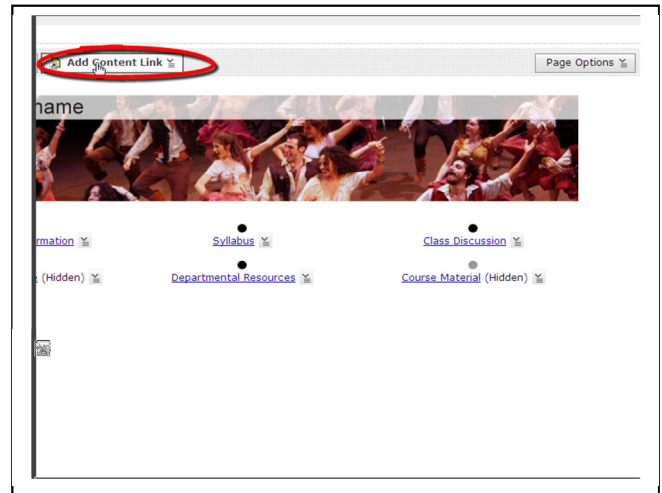 Add Content Link
Page Options
name
rmation Syllabus Class Discussion
(Hidden) Departmental Resources Course Material (Hidden)